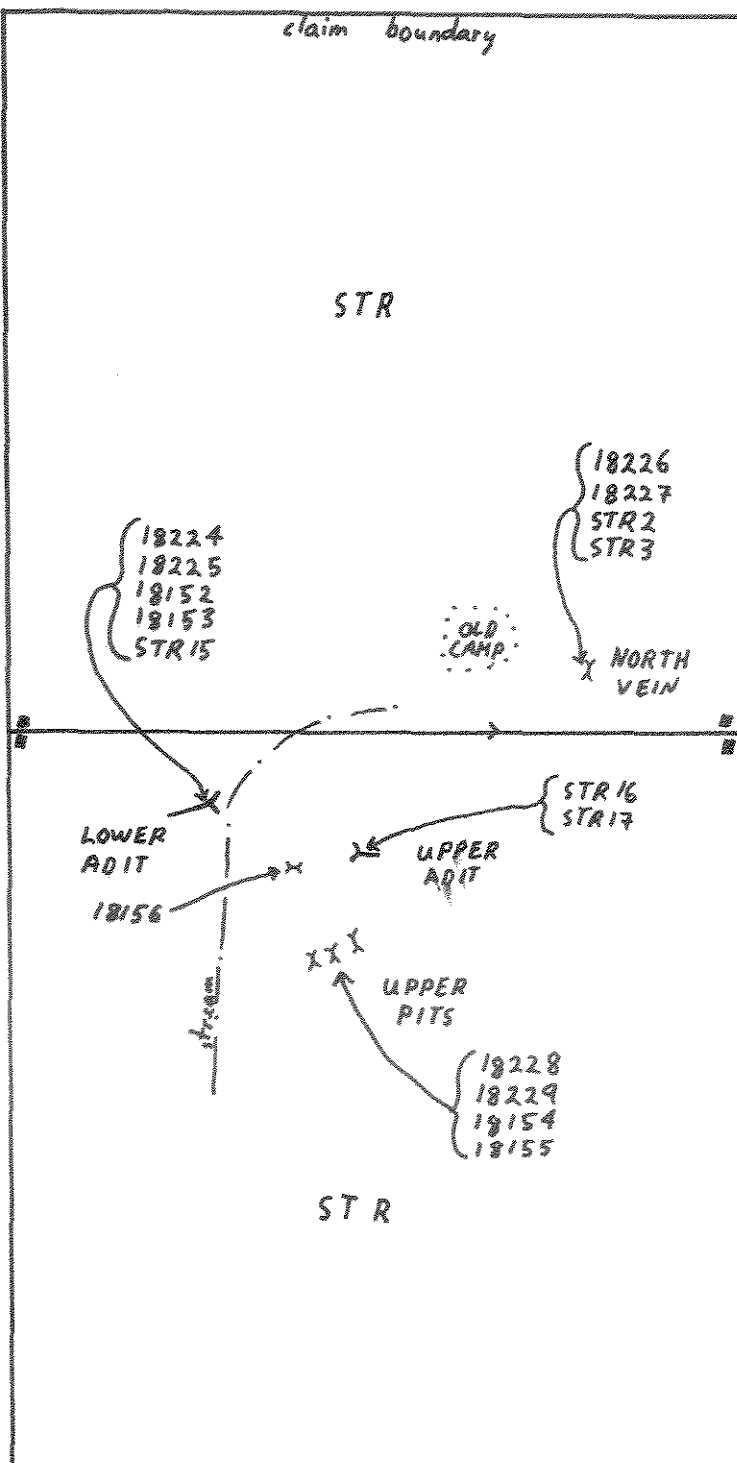 claim boundary
STR
18226
18227
STR2
STR3
18224
18225
18152
18153
STR15
OLD
CAMP
NORTH
VEIN
STR16
STR17
LOWER
ADIT
UPPER
ADIT
18156
UPPER
PITS
stream
18228
18229
18154
18155
STR